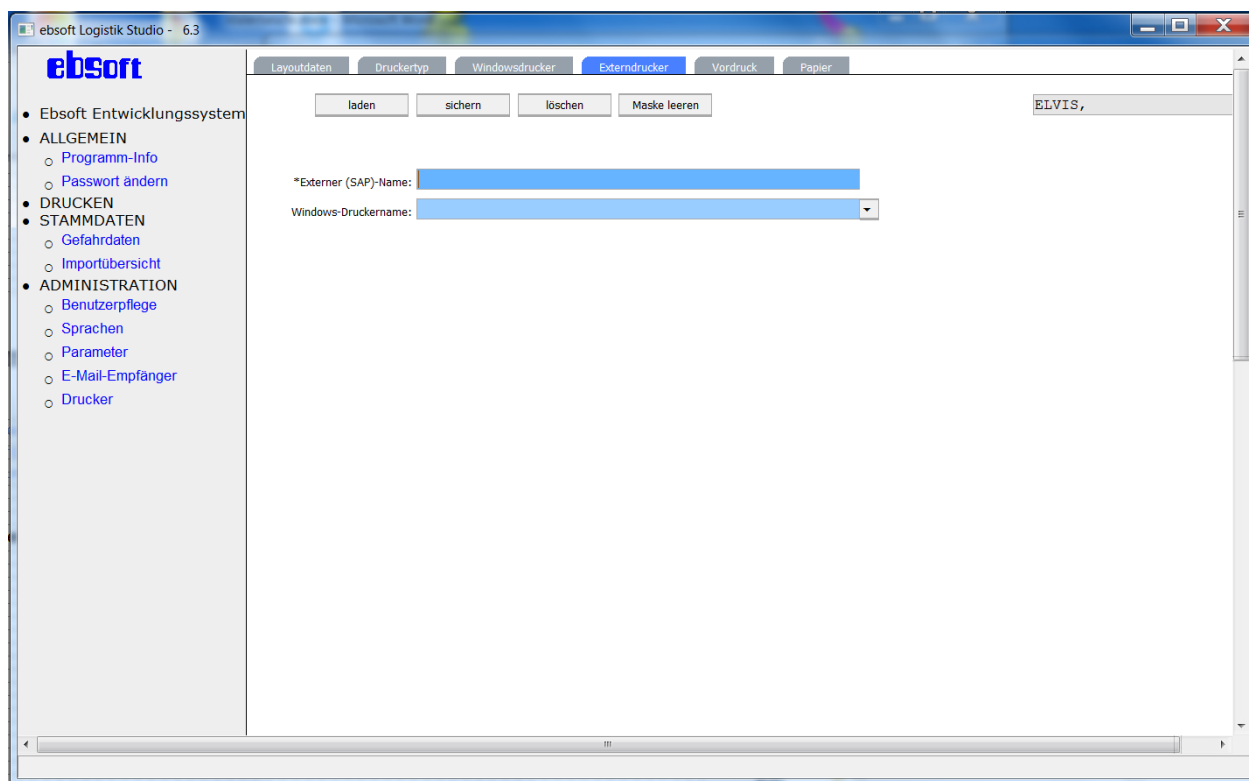 ebsoft Logistik Studio - 6.3
ebsoft
Layoutdaten Druckertyp Windowsdrucker Externdrucker Vordruck Papier
laden sichern löschen Maske leeren
ELVIS,
Ebsoft Entwicklungssystem
ALLGEMEIN
Programm-Info
Passwort ändern
DRUCKEN
STAMMDATEN
Gefahrdaten
Importübersicht
ADMINISTRATION
Benutzerpflege
Sprachen
Parameter
E-Mail-Empfänger
Drucker
*Externer (SAP)-Name:
Windows-Druckername: